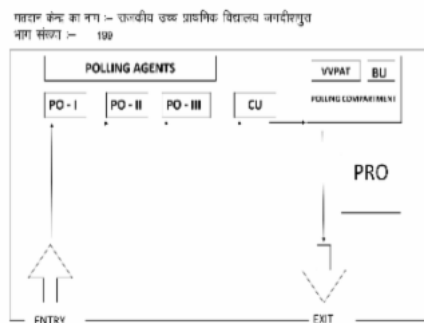 मतदान केन्द्र का नाम :- राजकीय उच्च प्राथमिक विद्यालय जगदीशपुरा
भाग संख्या :- 199
POLLING AGENTS
VVPAT BU
POLLING COMPARTMENT
PO - I PO - II PO - III CU
PRO
ENTRY EXIT